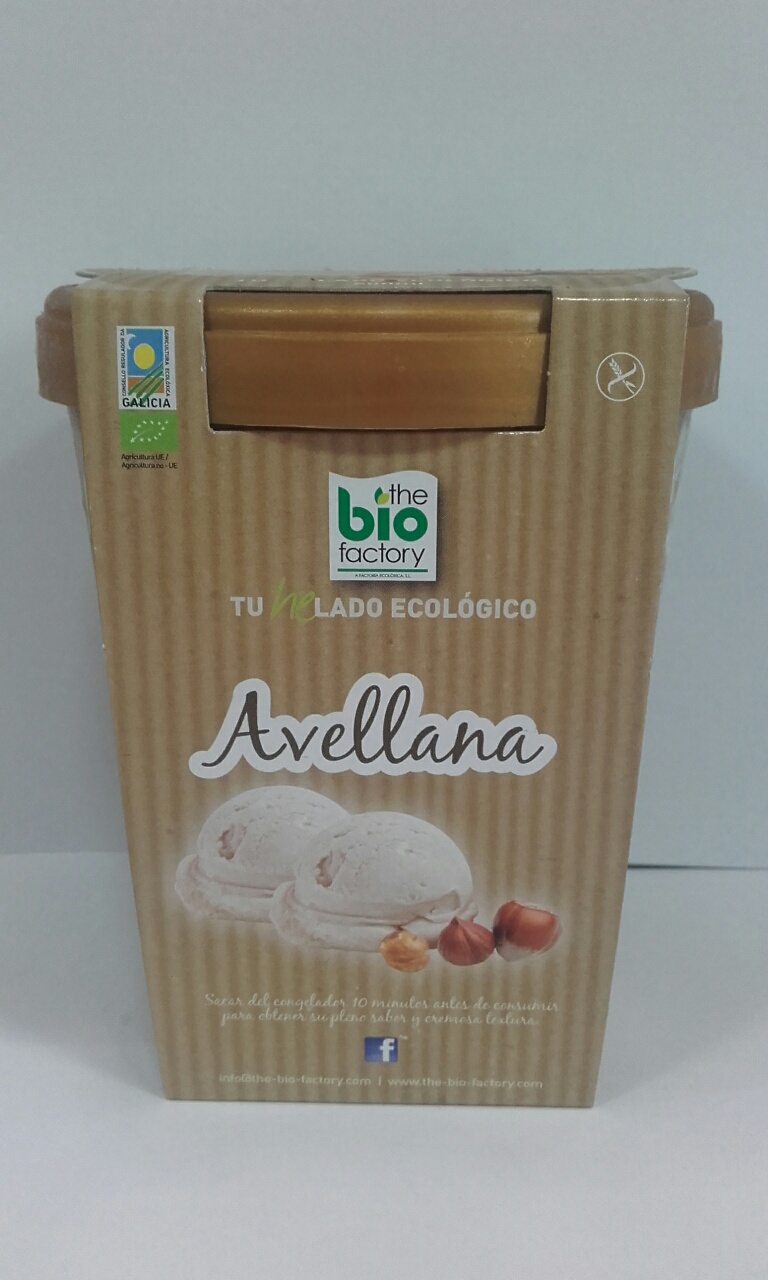 CONSELLO REGULADOR DA
AGRICULTURA ECOLÓXICA
GALICIA
Agricultura UE /
Agricultura no - UE
the
bio
factory
A FACTORÍA ECOLÓXICA, S.L.
TU heLADO ECOLÓGICO
Avellana
Sacar del congelador 10 minutos antes de consumir
para obtener su pleno sabor y cremosa textura.
f
info@the-bio-factory.com | www.the-bio-factory.com